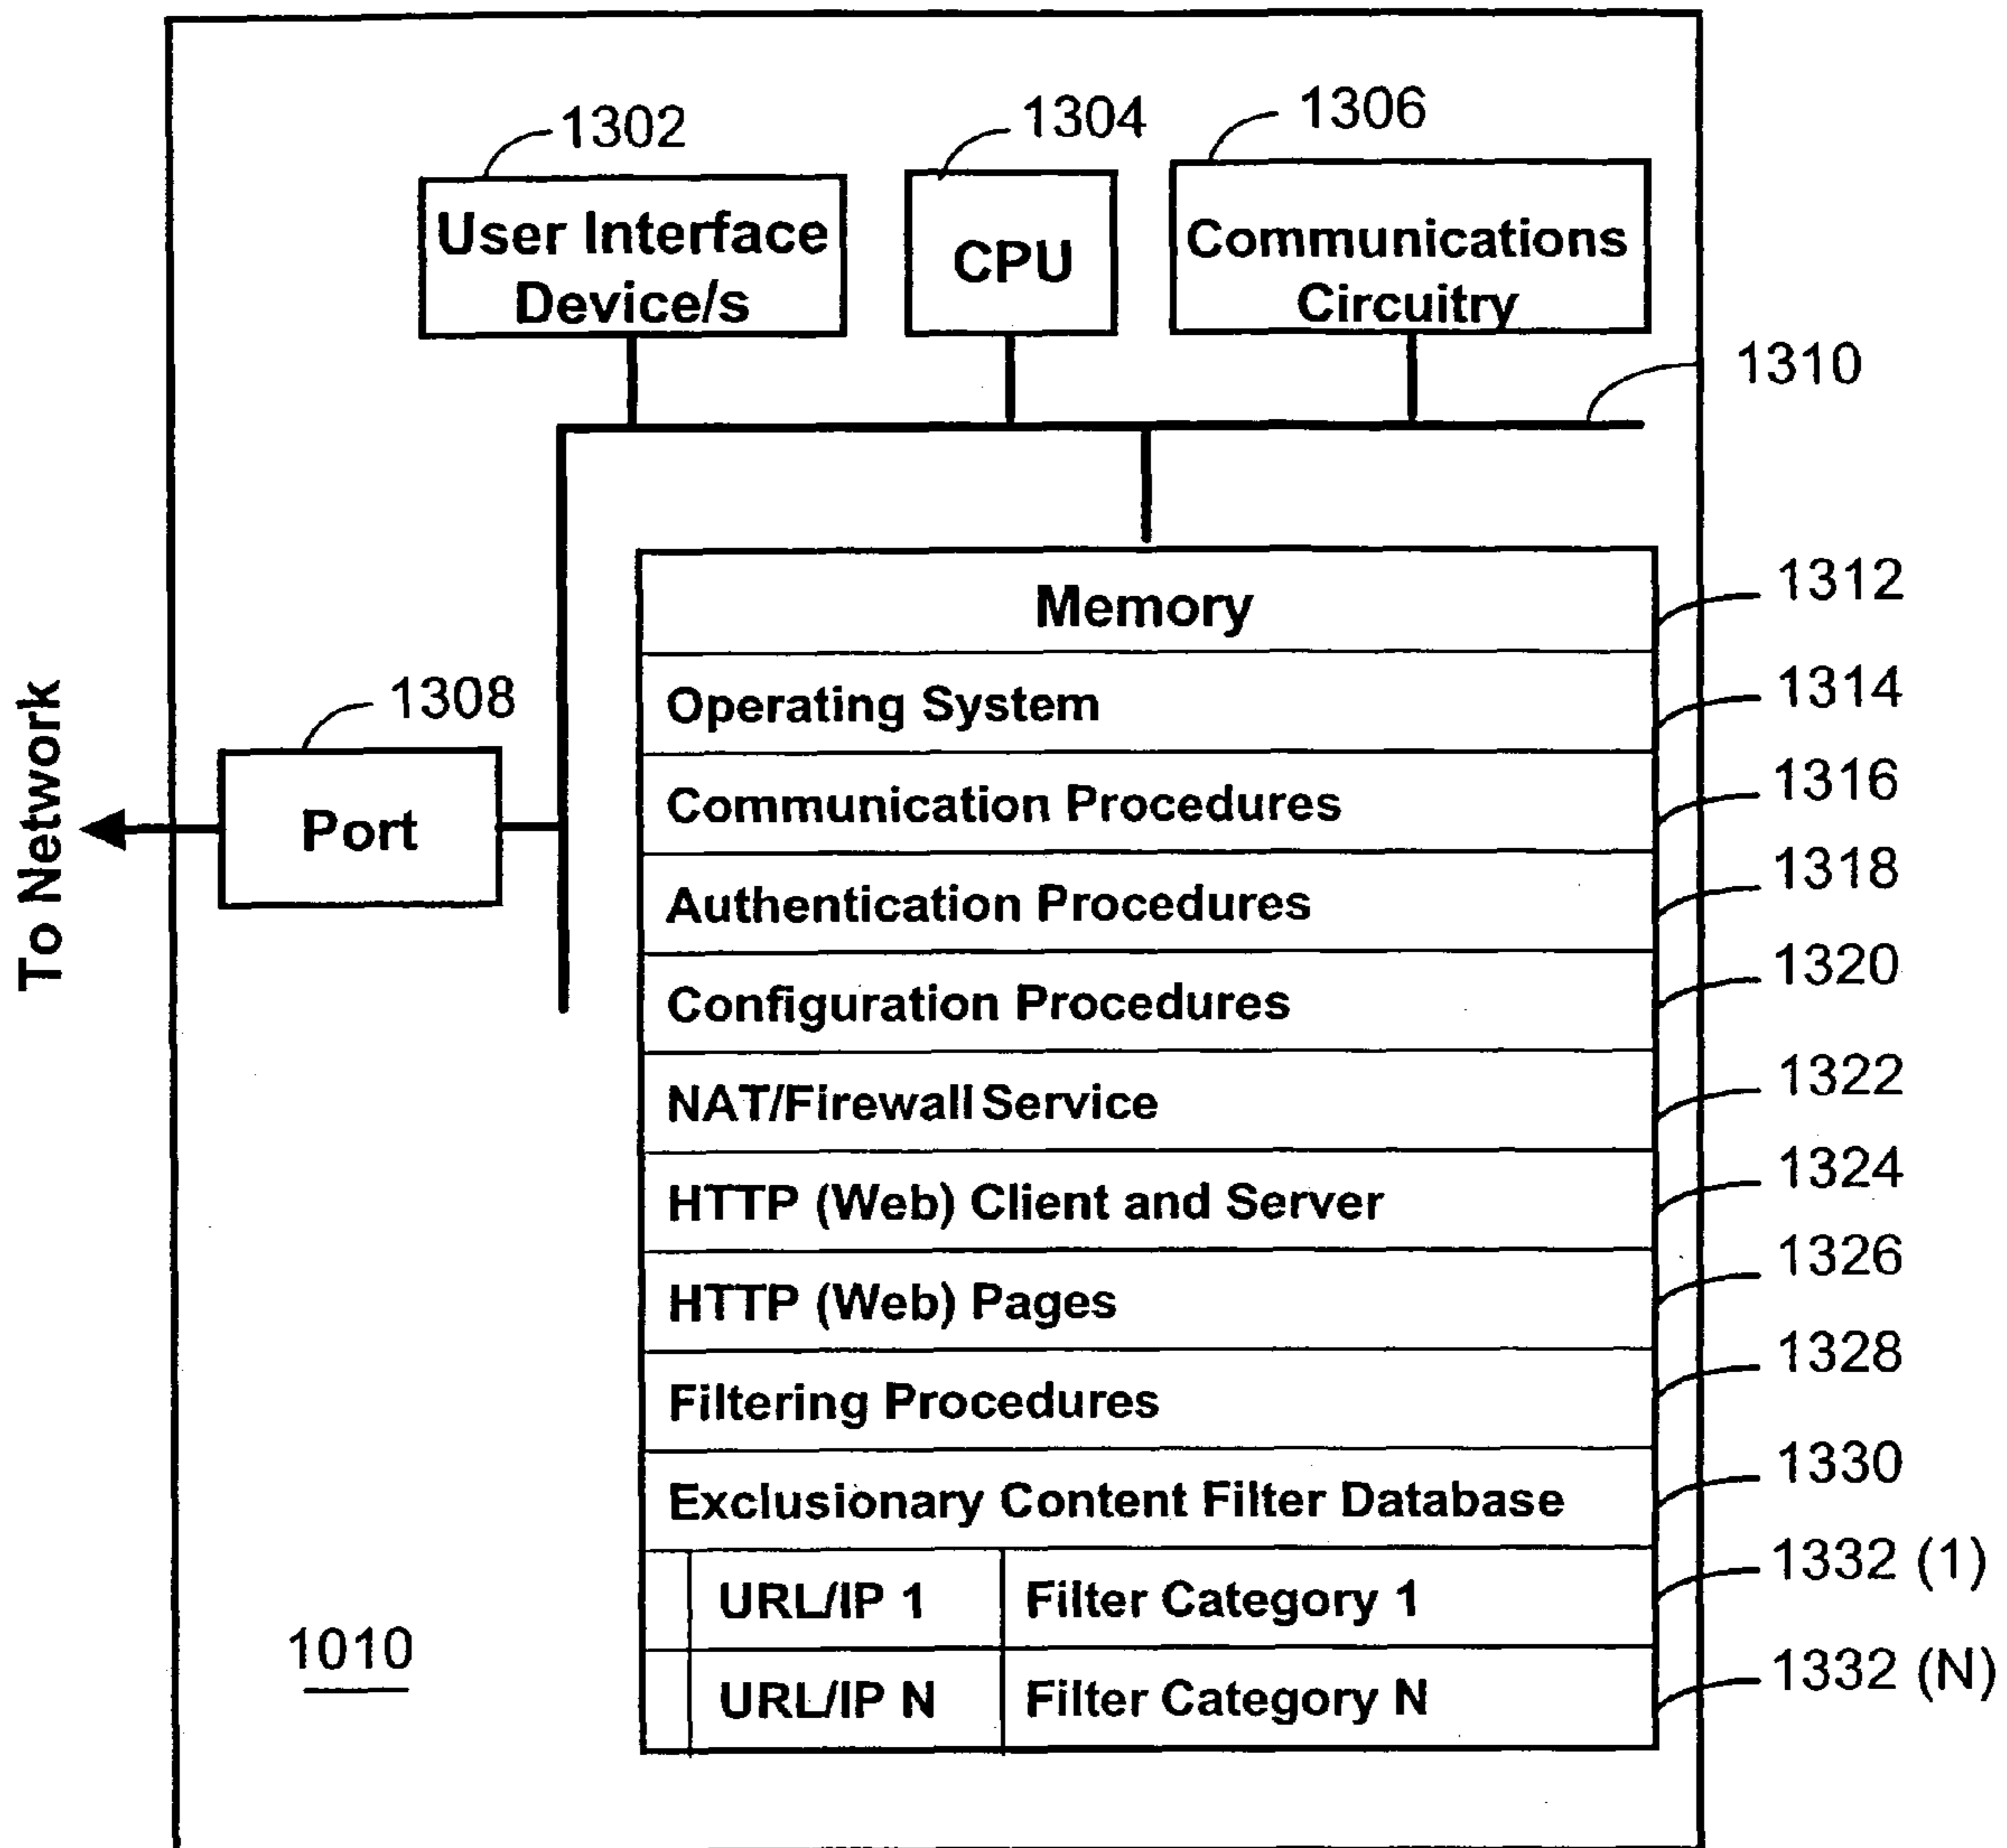 1302
1304
1306
User Interface
Device/s
CPU
Communications
Circuitry
1310
Memory
1312
Operating System
1314
1308
Port
To Network
Communication Procedures
1316
Authentication Procedures
1318
Configuration Procedures
1320
NAT/Firewall Service
1322
HTTP (Web) Client and Server
1324
HTTP (Web) Pages
1326
Filtering Procedures
1328
Exclusionary Content Filter Database
1330
URL/IP 1
Filter Category 1
1332 (1)
URL/IP N
Filter Category N
1332 (N)
1010